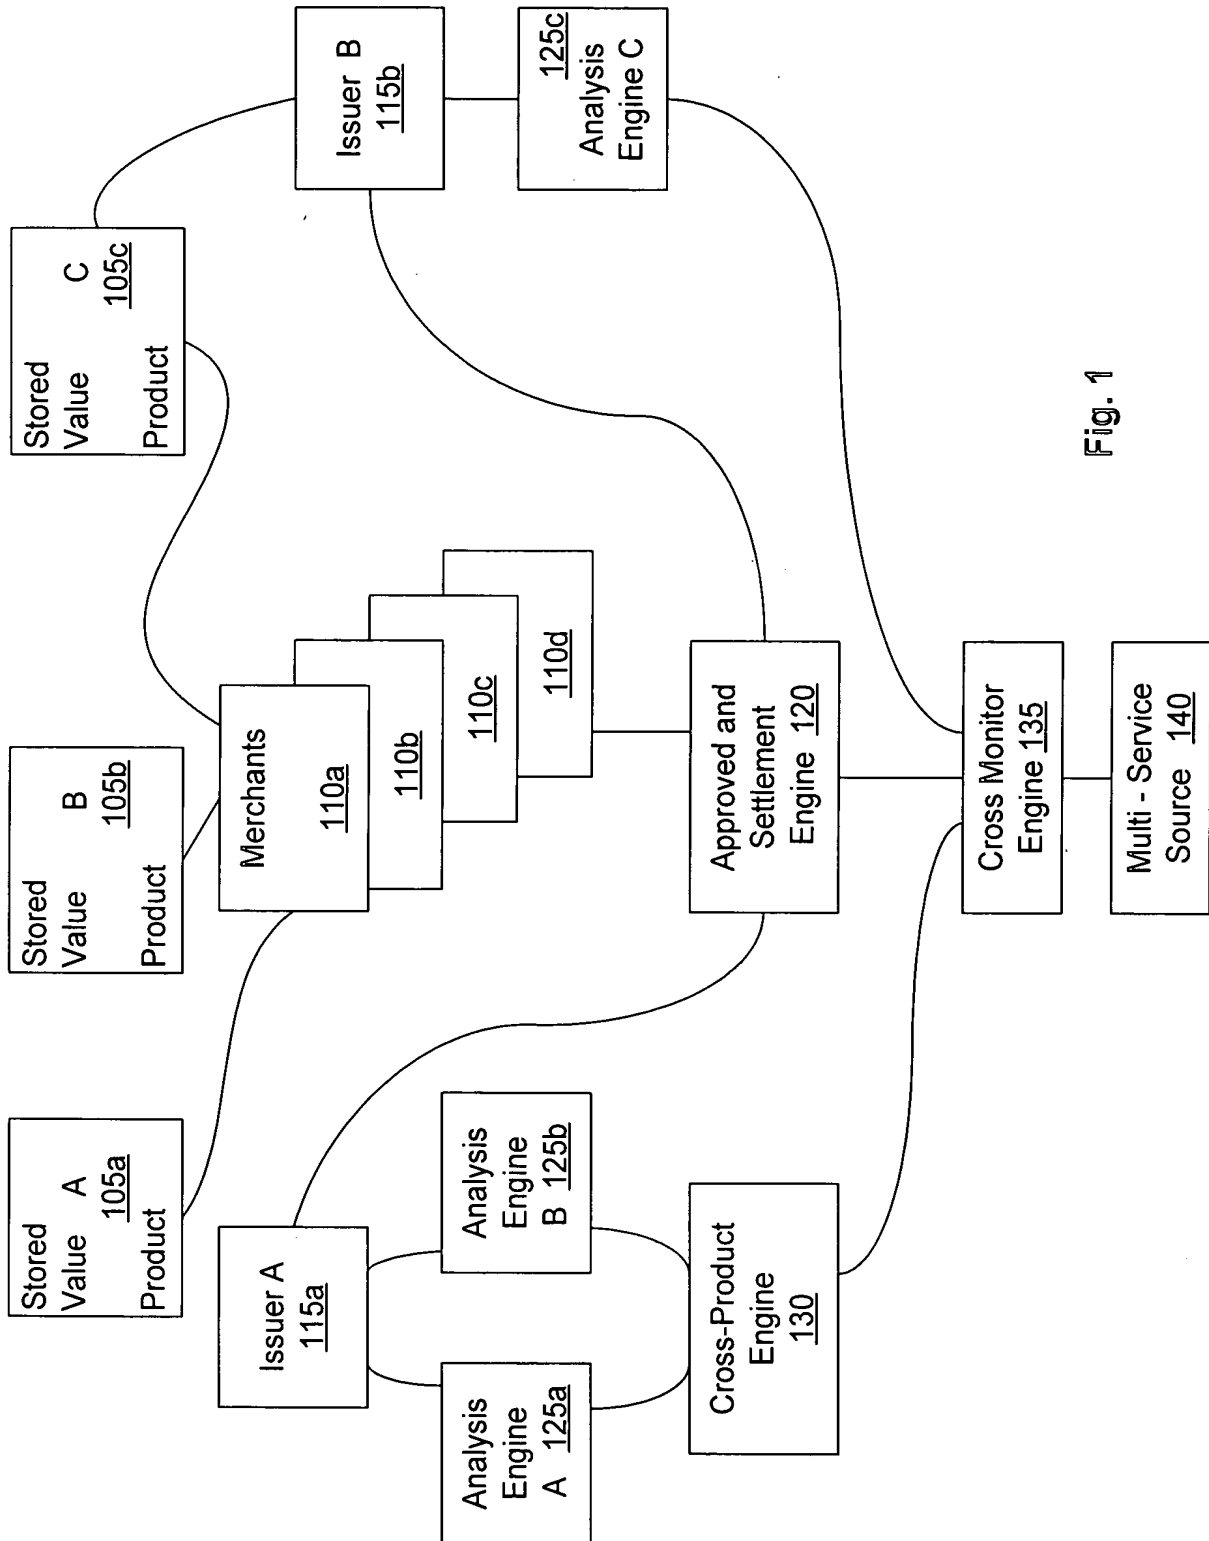 Stored
Value A
105a
Product
Stored
Value B
105b
Product
Stored
Value C
105c
Product
Issuer A
115a
Merchants
110a
110b
110c
110d
Issuer B
115b
Analysis
Engine
A 125a
Analysis
Engine
B 125b
125c
Analysis
Engine C
Cross-Product
Engine
130
Approved and
Settlement
Engine 120
Cross Monitor
Engine 135
Multi - Service
Source 140
Fig. 1